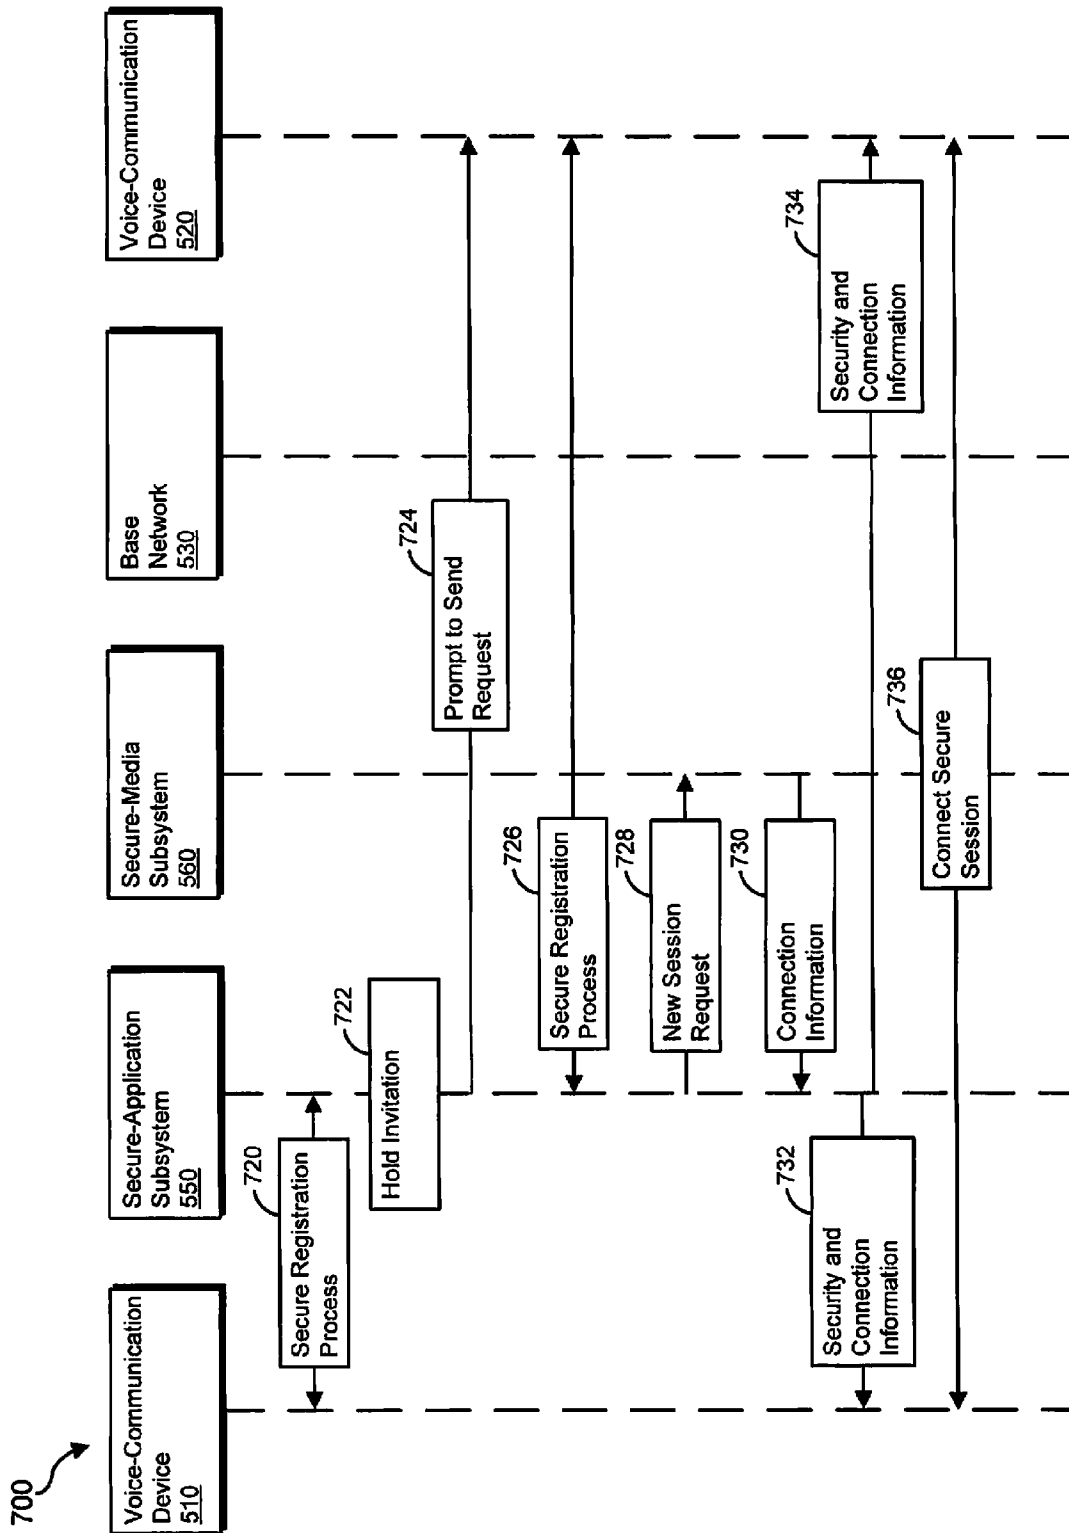 700
Voice-Communication
Device
510
Secure-Application
Subsystem
550
Secure-Media
Subsystem
560
Base
Network
530
Voice-Communication
Device
520
720
Secure Registration
Process
722
Hold Invitation
724
Prompt to Send
Request
726
Secure Registration
Process
728
New Session
Request
730
Connection
Information
732
Security and
Connection
Information
734
Security and
Connection
Information
736
Connect Secure
Session